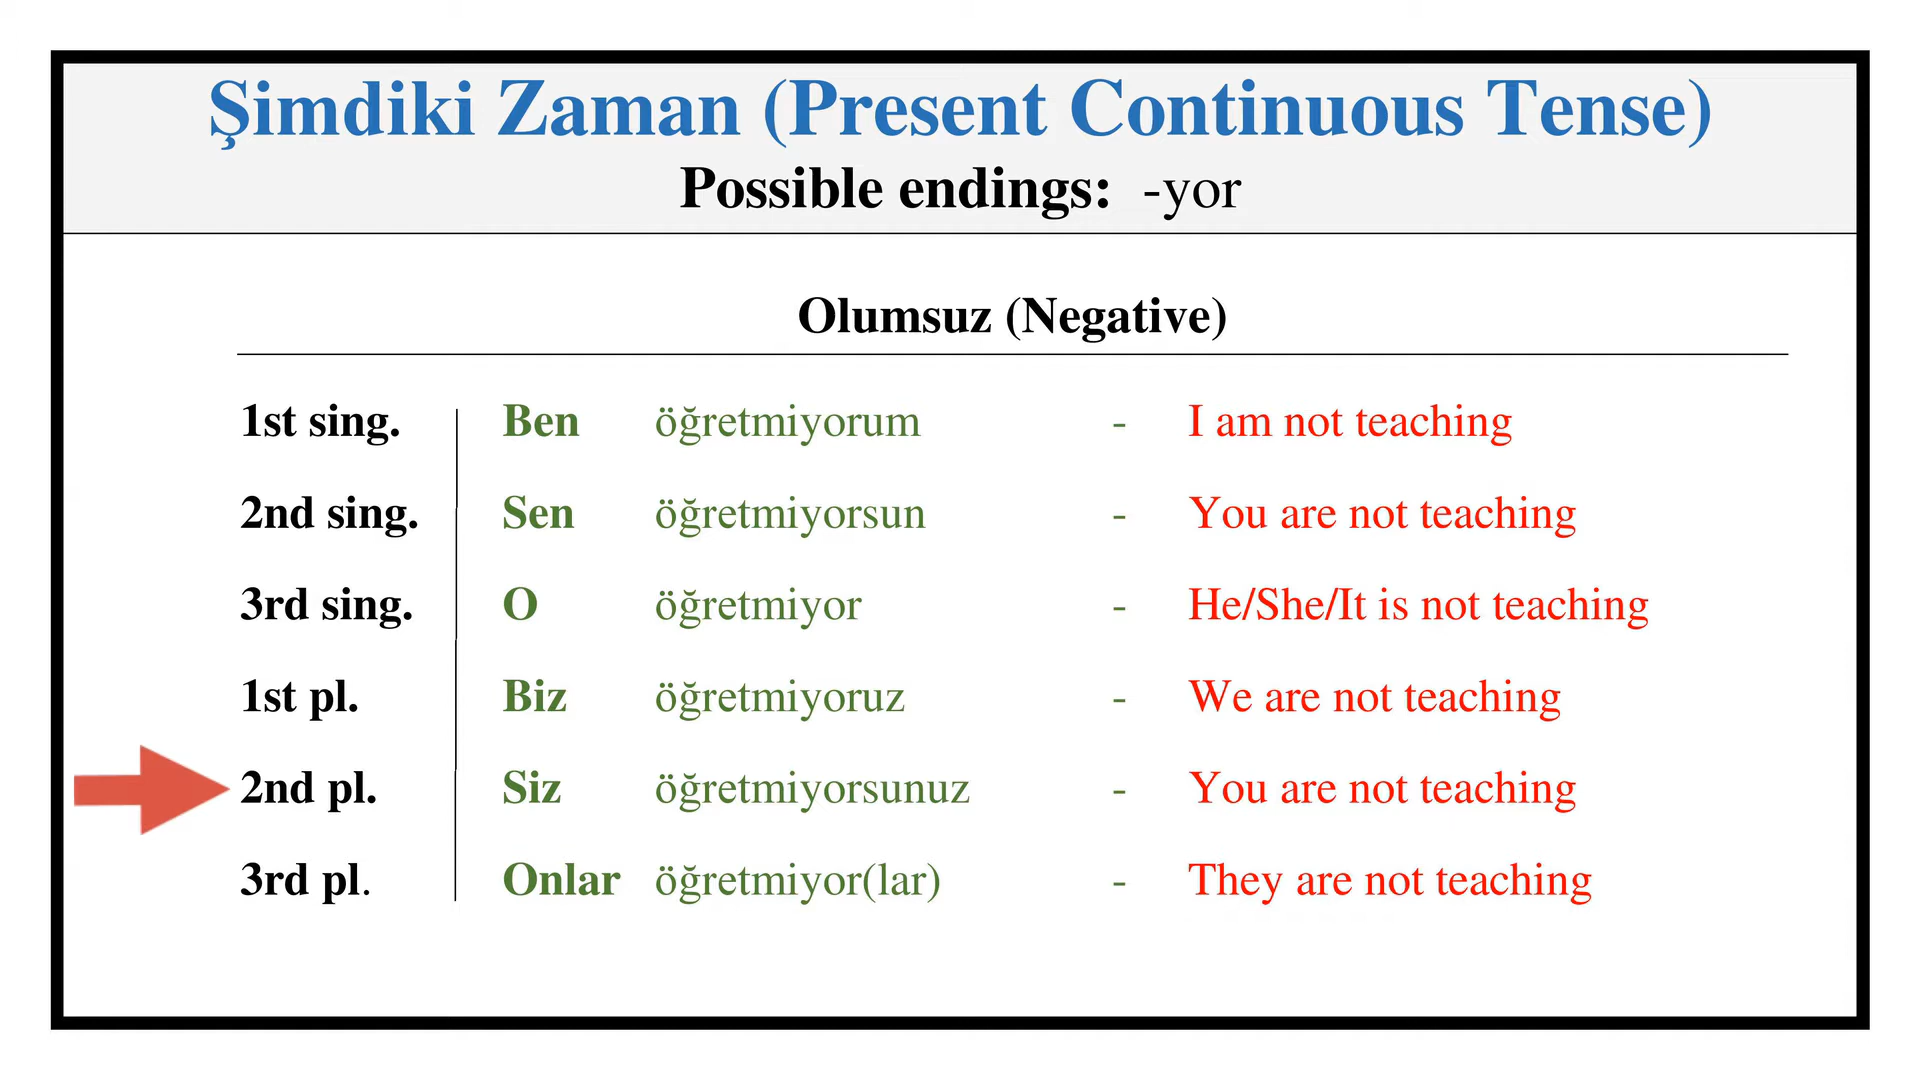 Şimdiki Zaman (Present Continuous Tense)
Possible endings: -yor
Olumsuz (Negative)
1st sing. Ben öğretmiyorum - I am not teaching
2nd sing. Sen öğretmiyorsun - You are not teaching
3rd sing. O öğretmiyor - He/She/It is not teaching
1st pl. Biz öğretmiyoruz - We are not teaching
2nd pl. Siz öğretmiyorsunuz - You are not teaching
3rd pl. Onlar öğretmiyor(lar) - They are not teaching